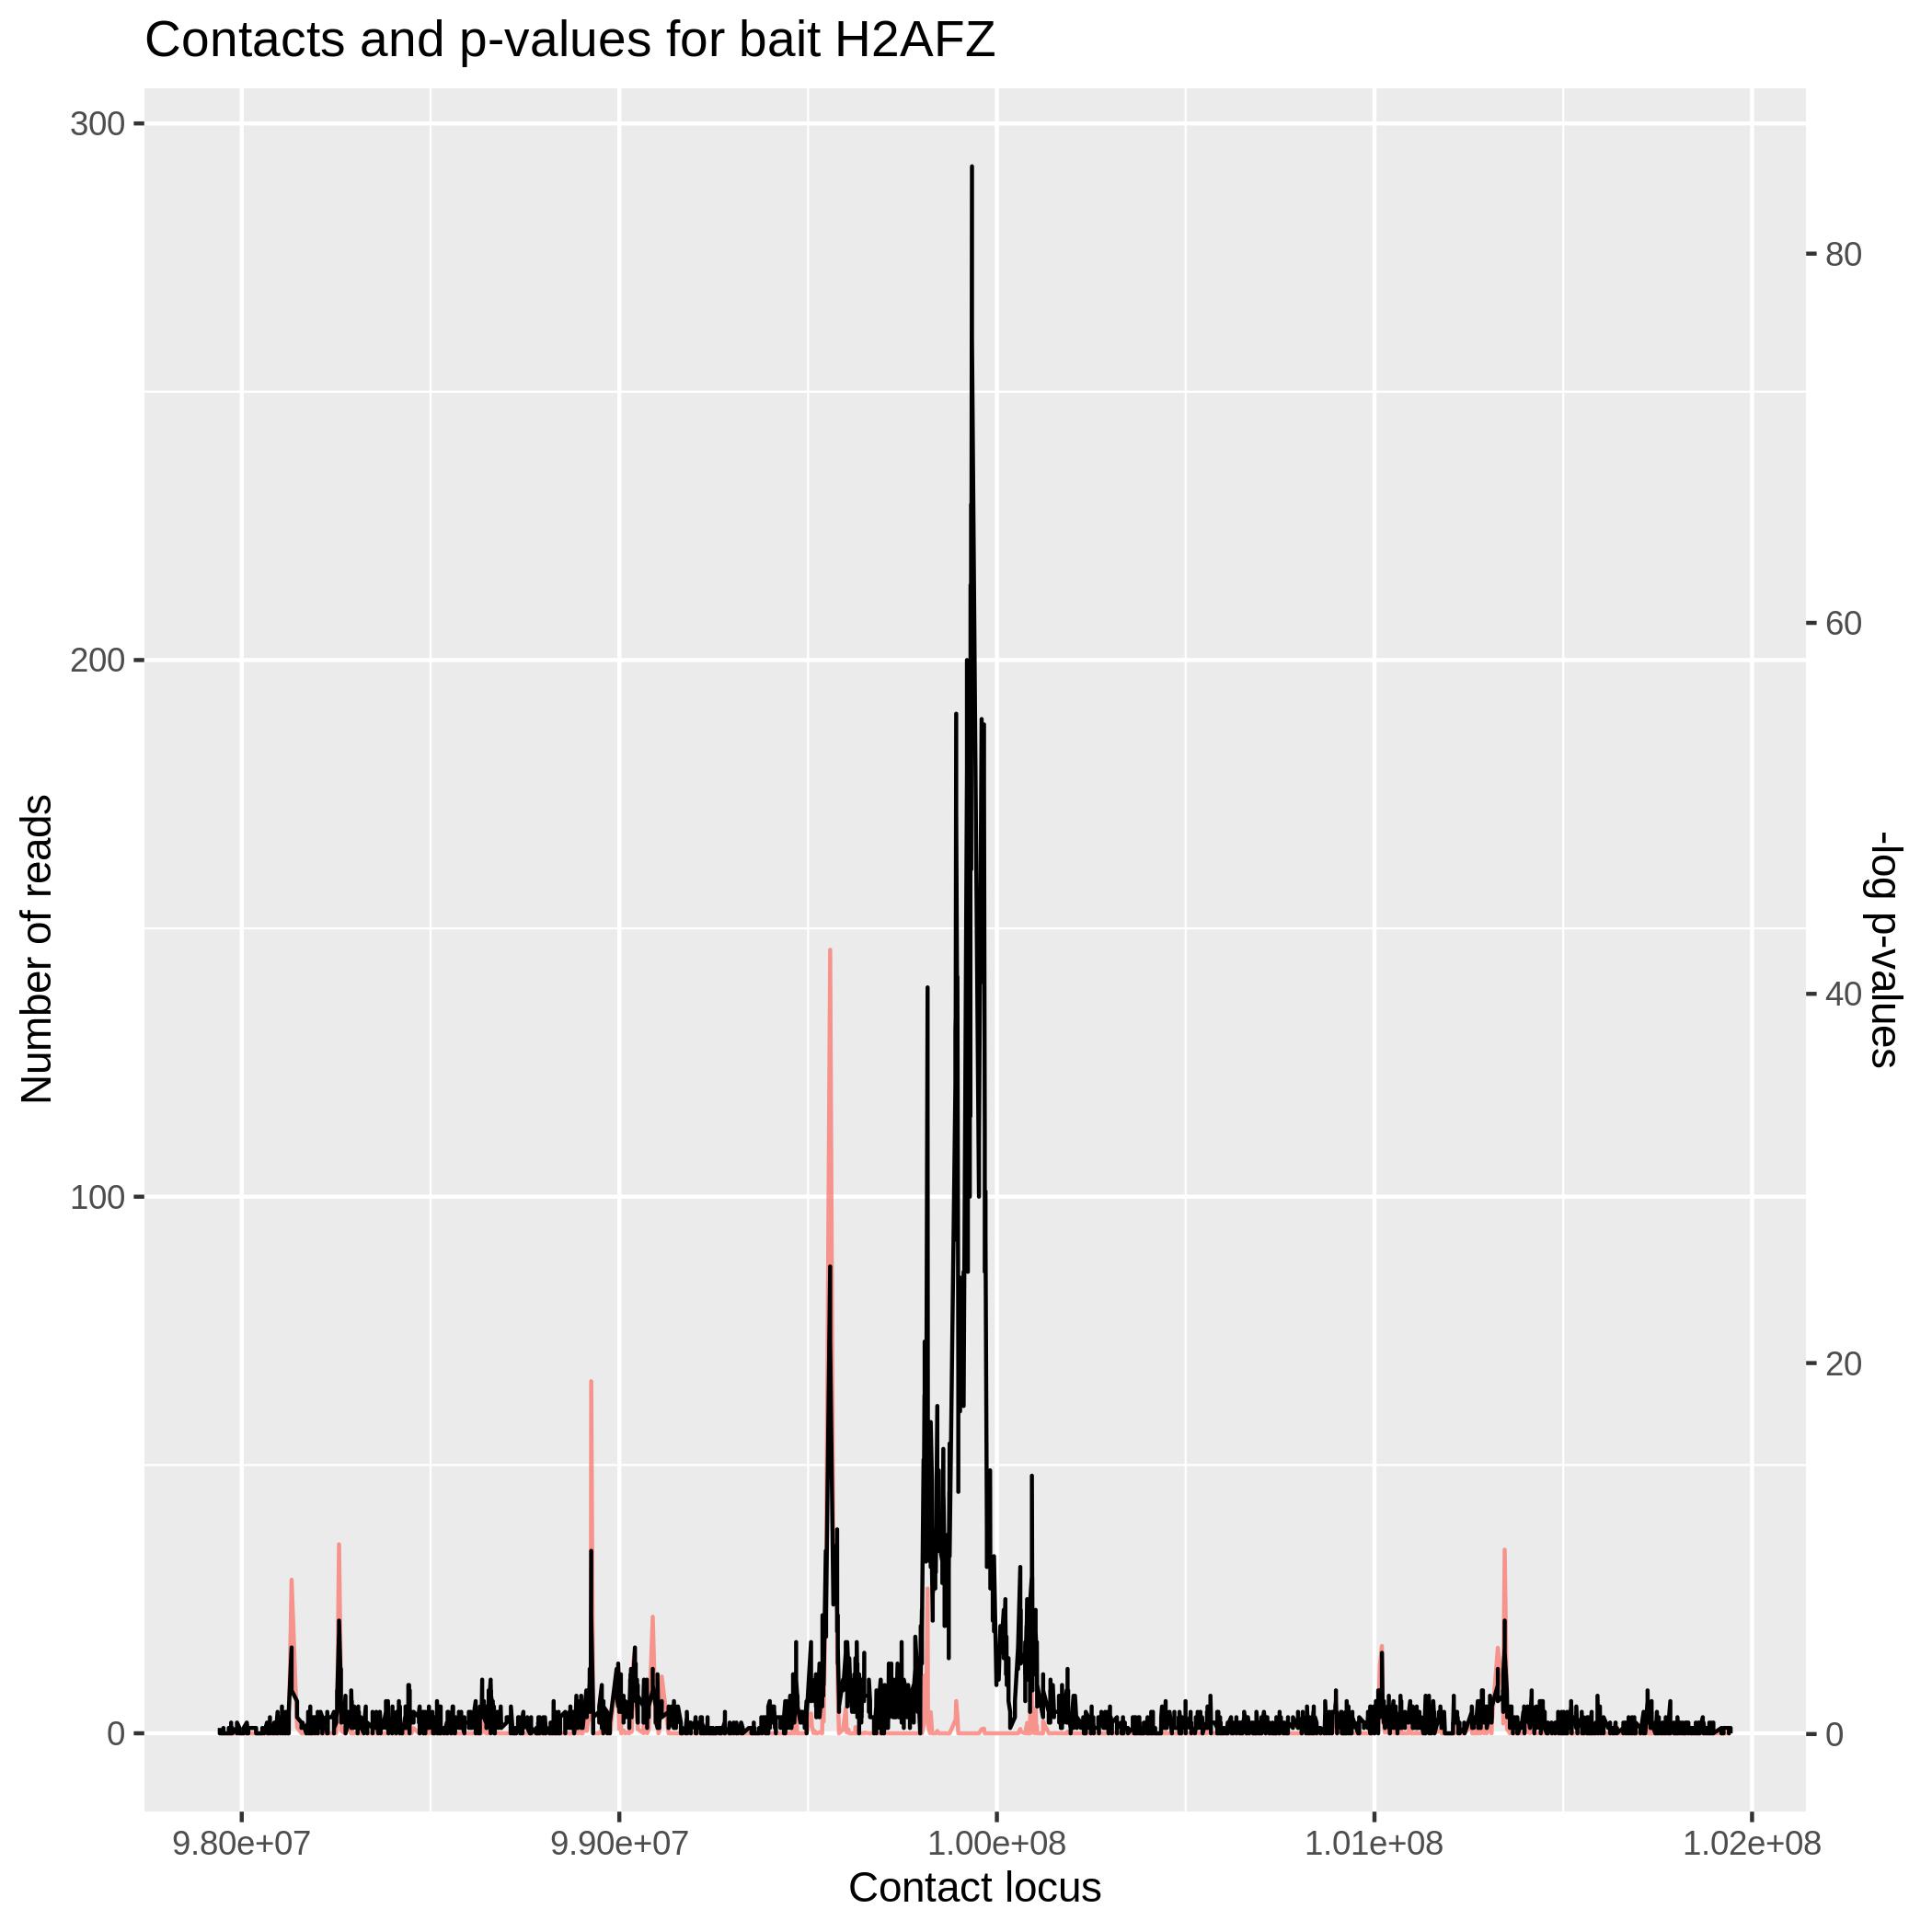 Contacts and p-values for bait H2AFZ
300
200
100
0
Number of reads
80
60
40
20
0
-log p-values
9.80e+07
9.90e+07
1.00e+08
1.01e+08
1.02e+08
Contact locus